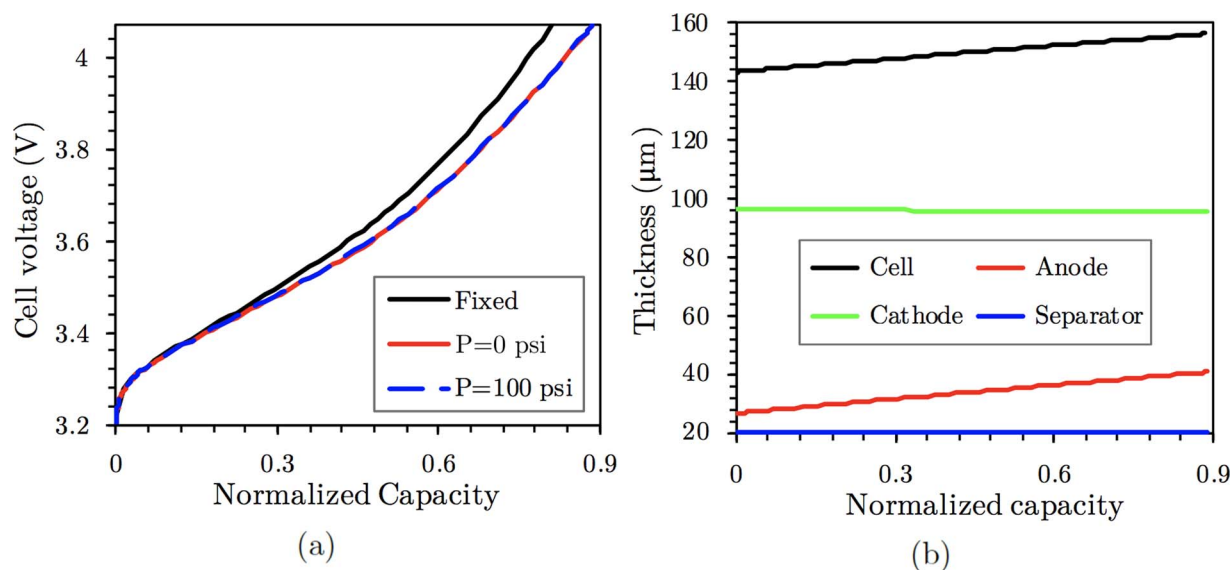 4
3.8
3.6
3.4
3.2
Cell voltage (V)
Fixed
P=0 psi
P=100 psi
0
0.3
0.6
0.9
Normalized Capacity
(a)
160
140
120
100
80
60
40
20
Thickness (µm)
Cell
Anode
Cathode
Separator
0
0.3
0.6
0.9
Normalized capacity
(b)